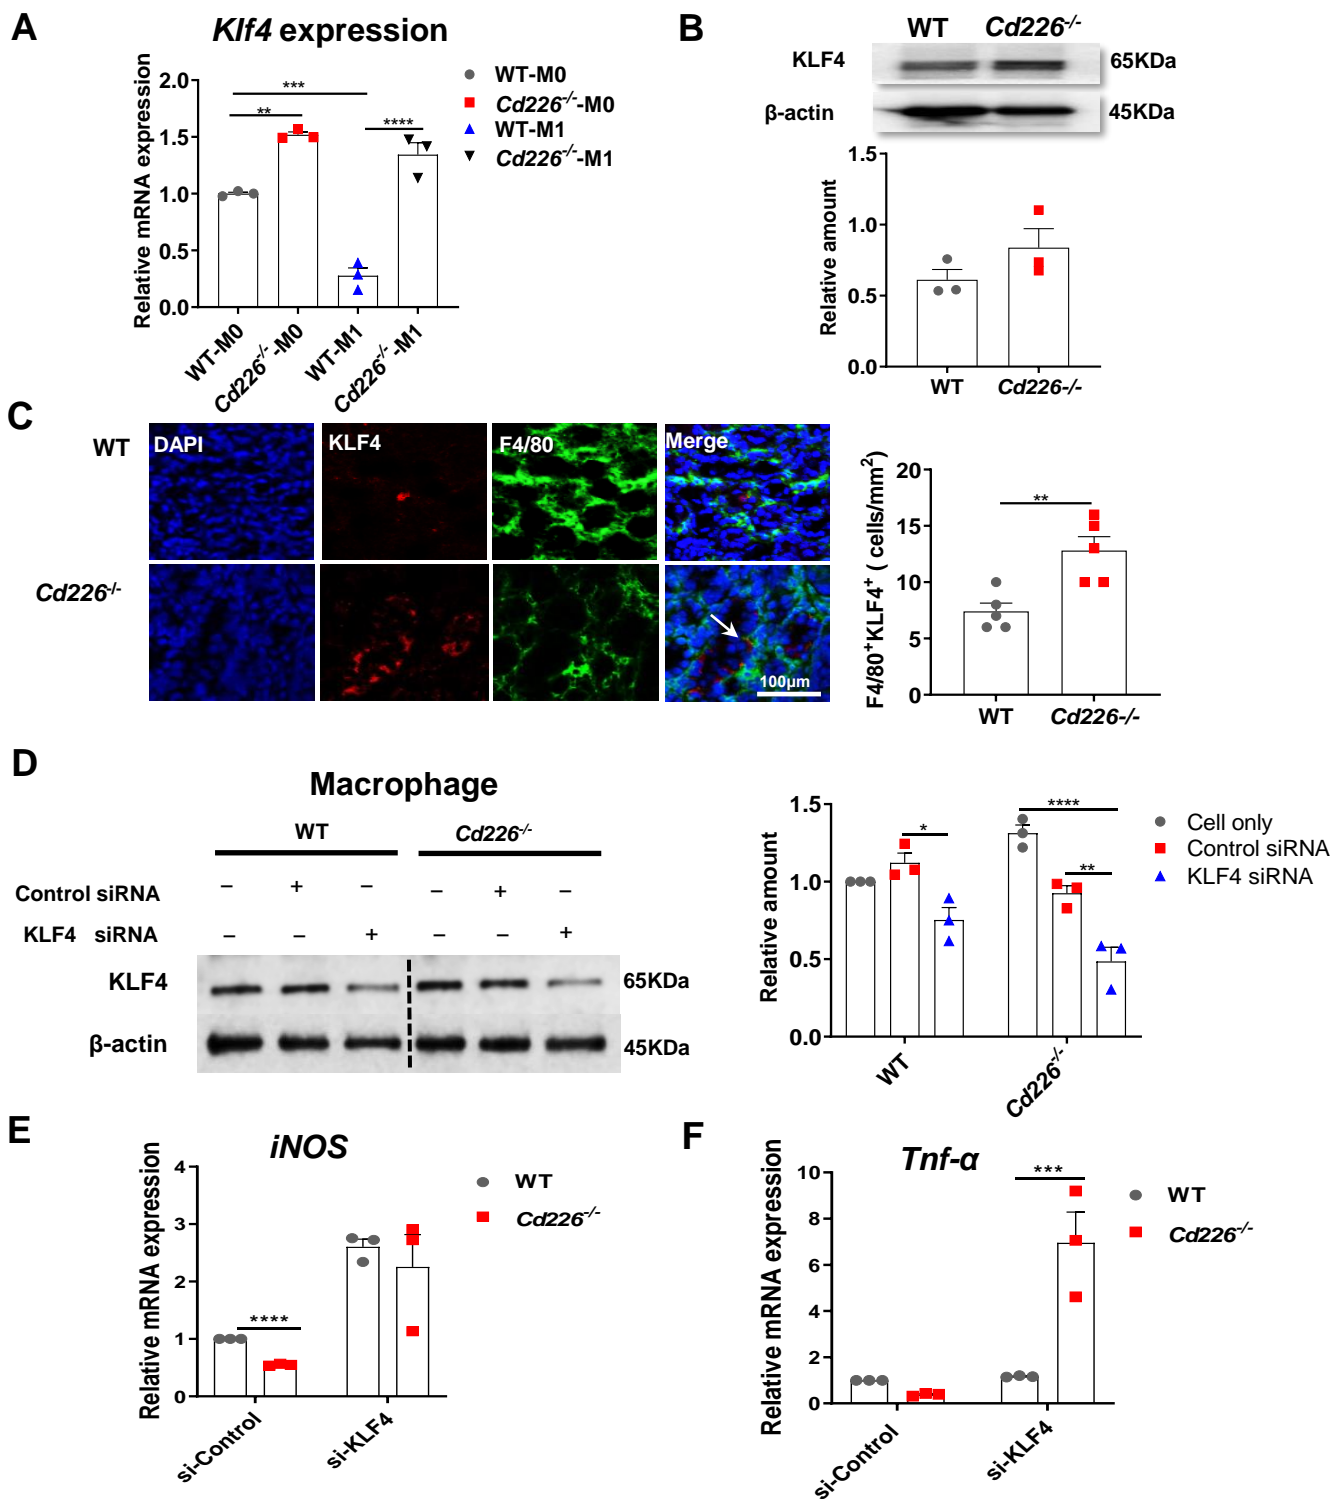 A
Klf4 expression
Relative mRNA expression
2.0
1.5
1.0
0.5
0.0
***
**
****
WT-M0
Cd226-/--M0
WT-M1
Cd226-/--M1
WT-M0
Cd226-/--M0
WT-M1
Cd226-/--M1
B
WT Cd226-/-
KLF4 65KDa
β-actin 45KDa
Relative amount
1.5
1.0
0.5
0.0
WT Cd226-/-
C
WT
Cd226-/-
DAPI KLF4 F4/80 Merge
100μm
F4/80+KLF4+ ( cells/mm2)
20
15
10
5
0
**
WT Cd226-/-
D
Macrophage
WT Cd226-/-
Control siRNA – + – – + –
KLF4 siRNA – – + – – +
KLF4 65KDa
β-actin 45KDa
Relative amount
1.5
1.0
0.5
0.0
*
****
**
Cell only
Control siRNA
KLF4 siRNA
WT
Cd226-/-
E
iNOS
Relative mRNA expression
4
3
2
1
0
****
WT
Cd226-/-
si-Control
si-KLF4
F
Tnf-α
Relative mRNA expression
10
8
6
4
2
0
***
WT
Cd226-/-
si-Control
si-KLF4